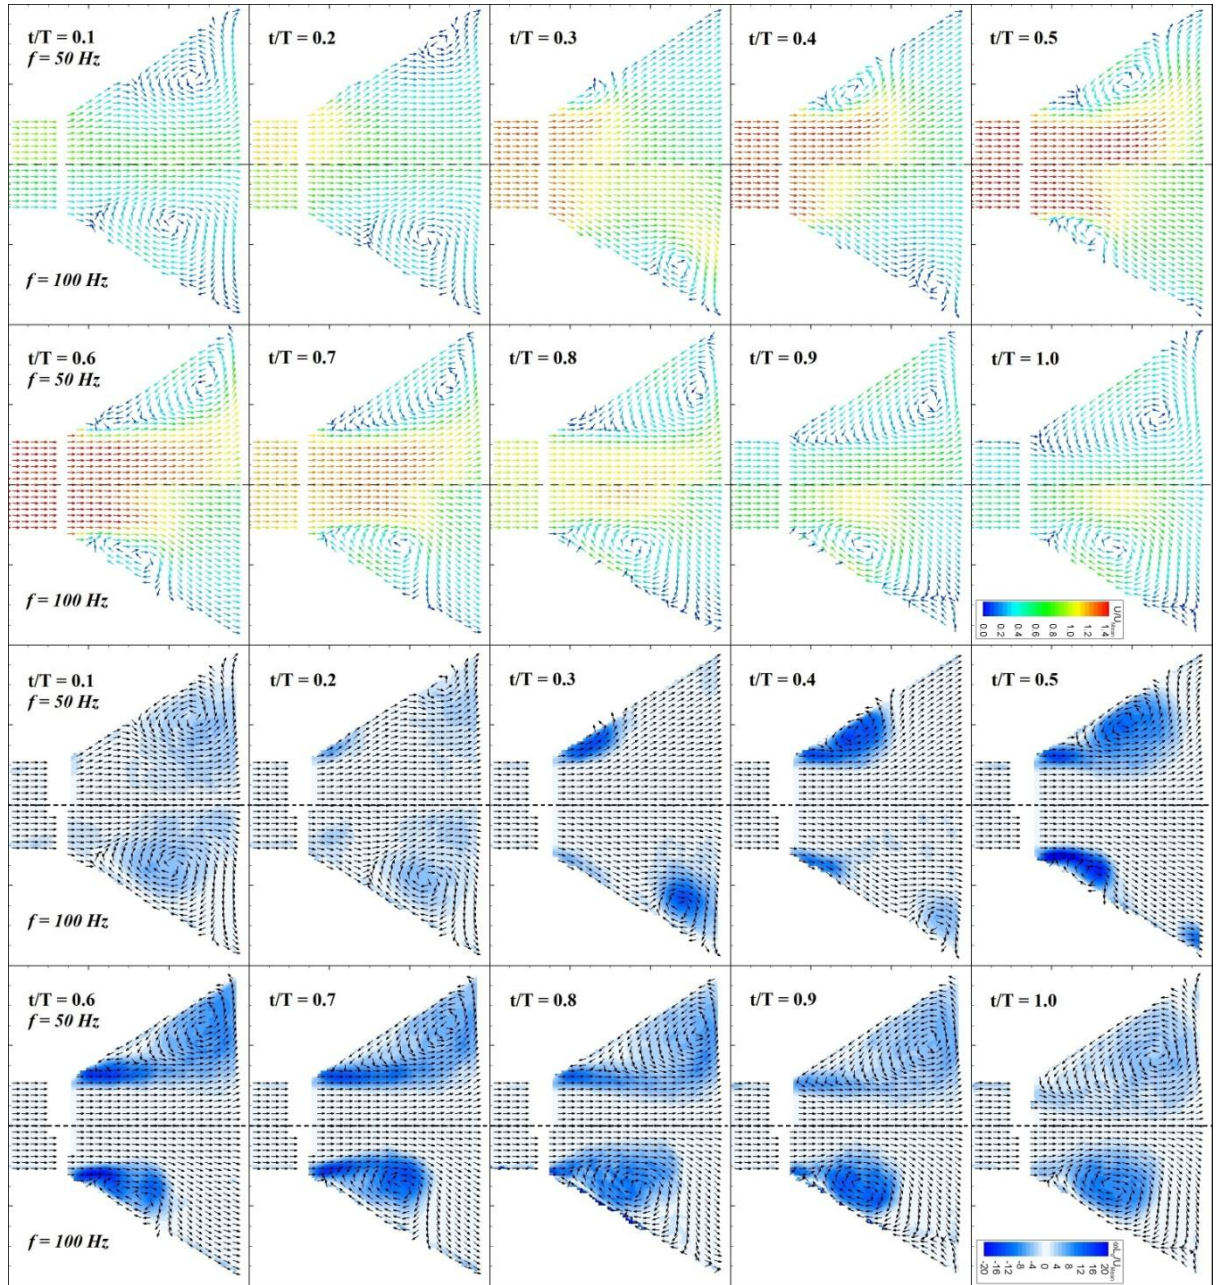 t/T = 0.1
f = 50 Hz
t/T = 0.2
t/T = 0.3
t/T = 0.4
t/T = 0.5
f = 100 Hz
t/T = 0.6
f = 50 Hz
t/T = 0.7
t/T = 0.8
t/T = 0.9
t/T = 1.0
f = 100 Hz
U/U_Mean
0.0 0.2 0.4 0.6 0.8 1.0 1.2 1.4
t/T = 0.1
f = 50 Hz
t/T = 0.2
t/T = 0.3
t/T = 0.4
t/T = 0.5
f = 100 Hz
t/T = 0.6
f = 50 Hz
t/T = 0.7
t/T = 0.8
t/T = 0.9
t/T = 1.0
f = 100 Hz
-20 -16 -12 -8 -4 0 4 8 12 16 20